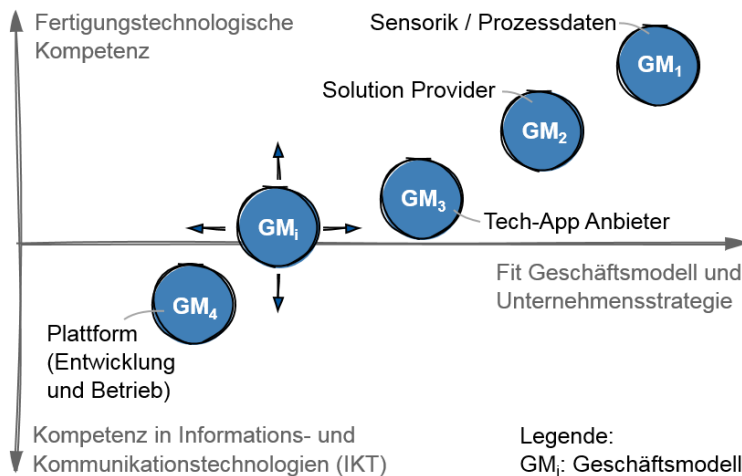 Fertigungstechnologische
Kompetenz
Sensorik / Prozessdaten
GM₁
Solution Provider
GM₂
GM₃
Tech-App Anbieter
GMᵢ
Fit Geschäftsmodell und
Unternehmensstrategie
GM₄
Plattform
(Entwicklung
und Betrieb)
Kompetenz in Informations- und
Kommunikationstechnologien (IKT)
Legende:
GMᵢ: Geschäftsmodell